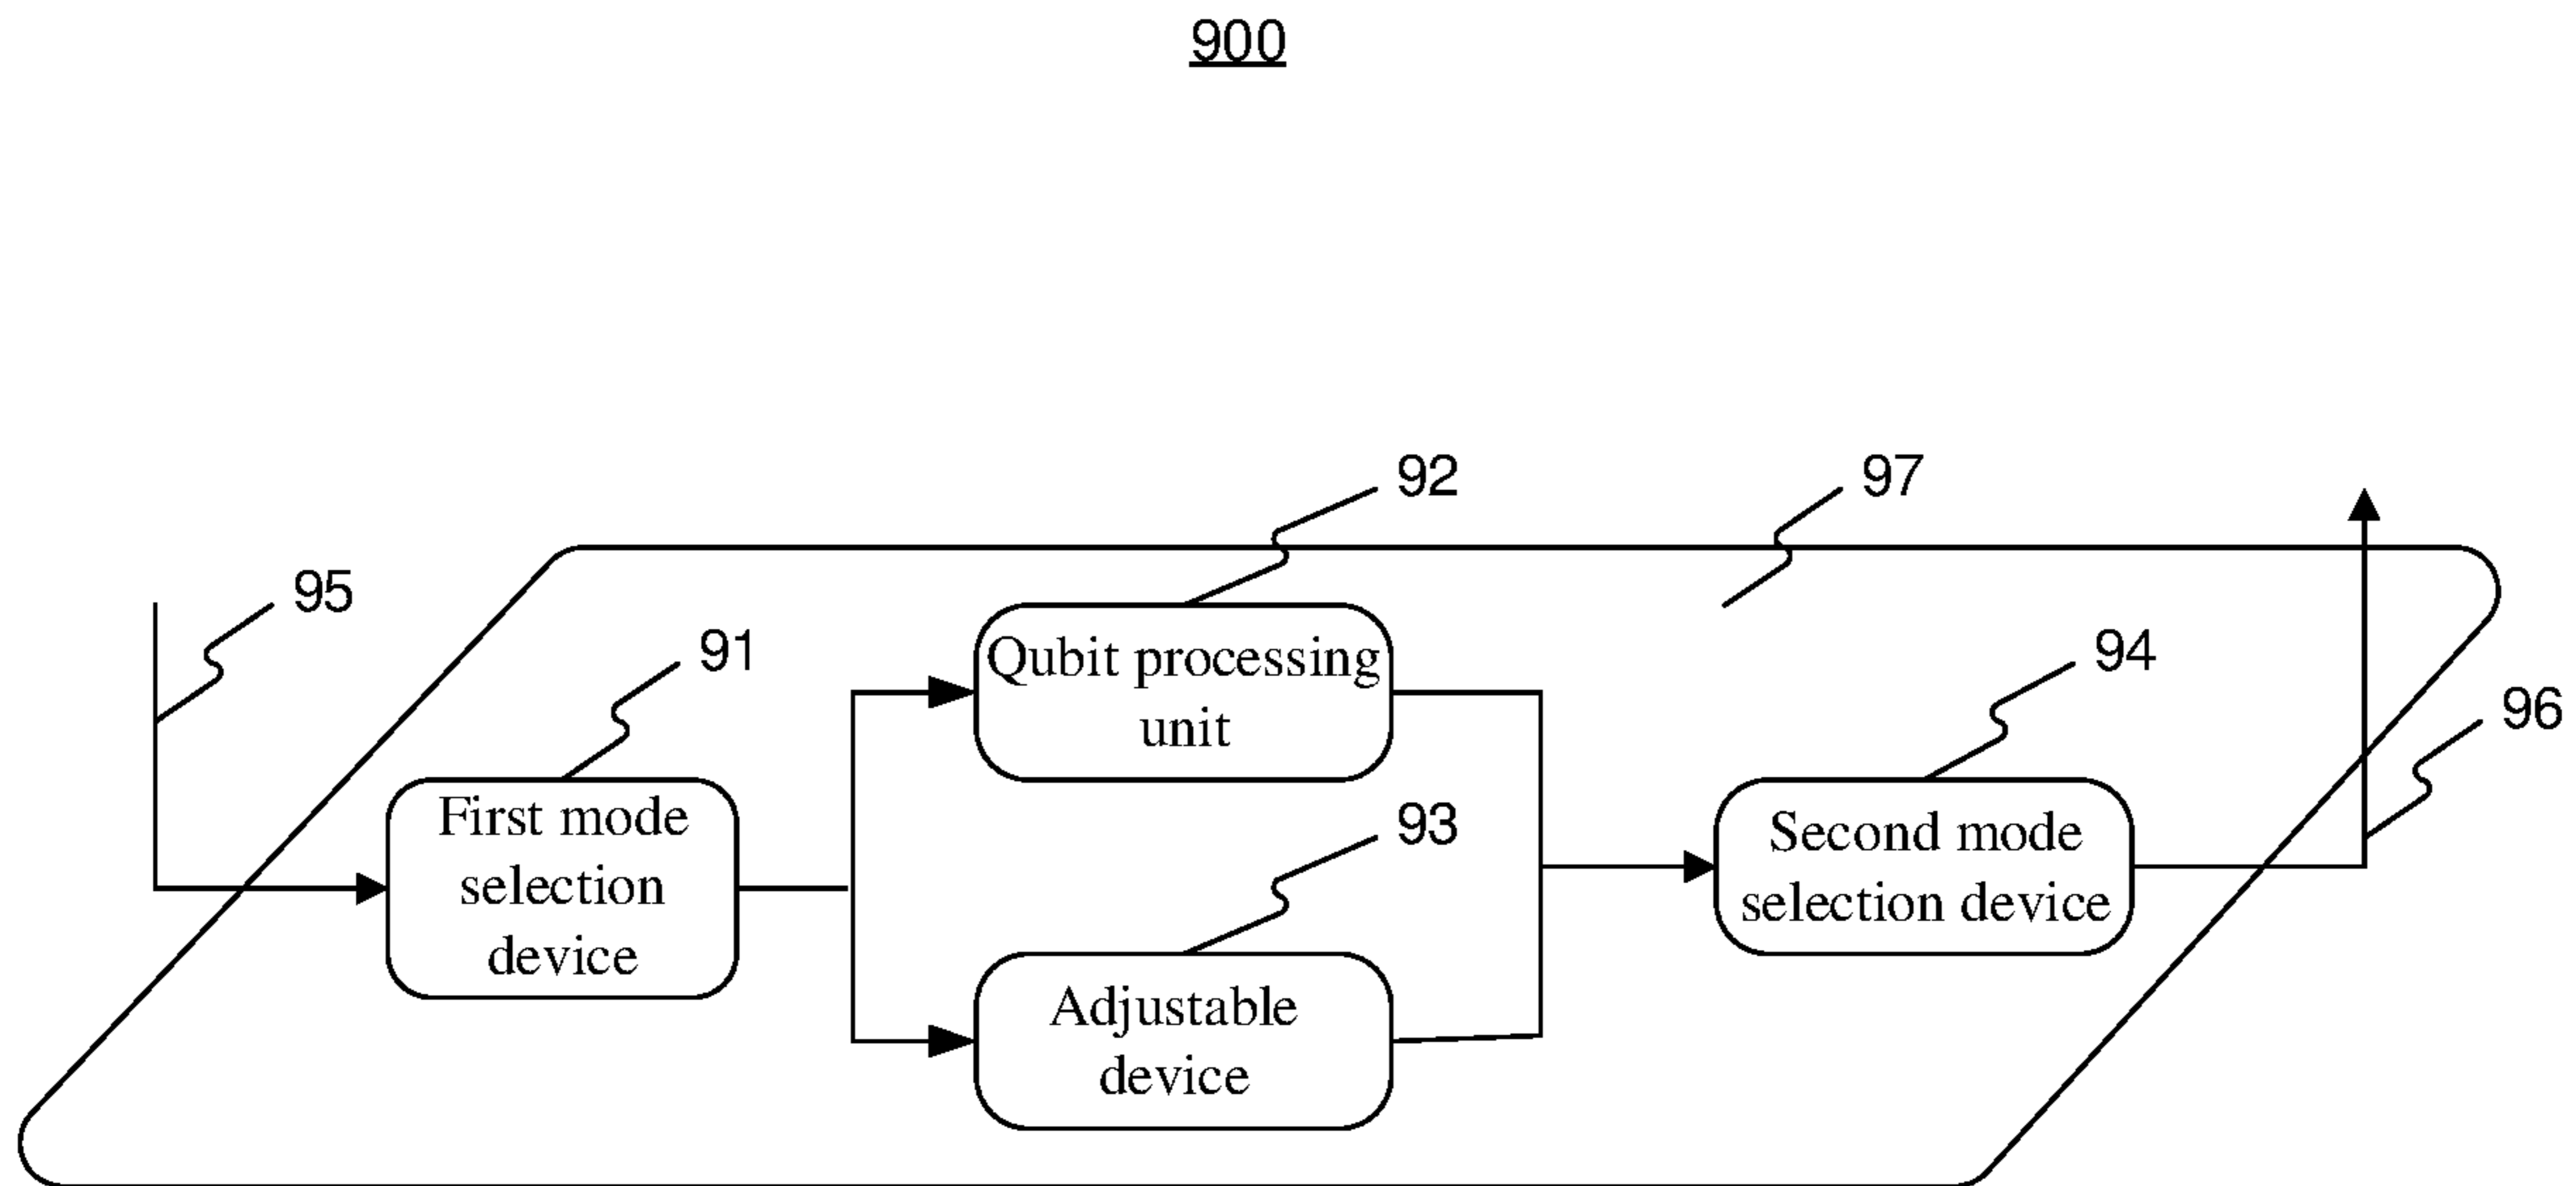 900
92
97
95
91
94
96
93
Qubit processing
unit
First mode
selection
device
Second mode
selection device
Adjustable
device